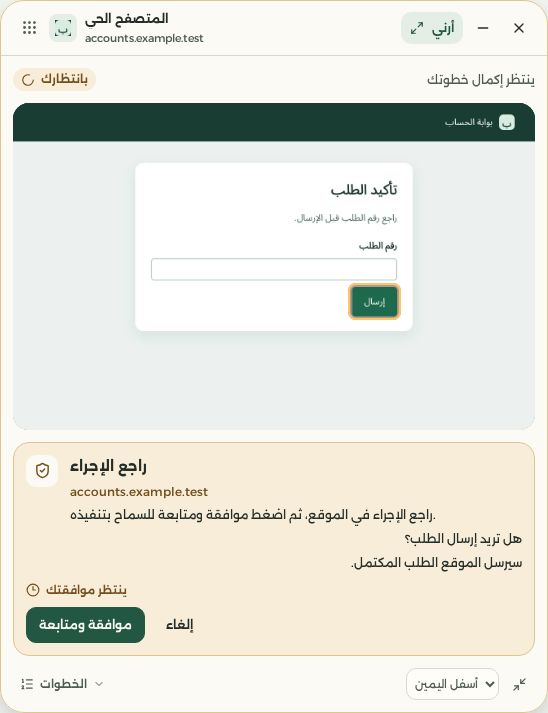 المتصفح الحي
accounts.example.test
أرني
ب
ينتظر إكمال خطوتك
بانتظارك
بوابة الحساب
ب
تأكيد الطلب
راجع رقم الطلب قبل الإرسال.
رقم الطلب
إرسال
راجع الإجراء
accounts.example.test
راجع الإجراء في الموقع، ثم اضغط موافقة ومتابعة للسماح بتنفيذه.
هل تريد إرسال الطلب؟
سيرسل الموقع الطلب المكتمل.
ينتظر موافقتك
موافقة ومتابعة
إلغاء
الخطوات
أسفل اليمين